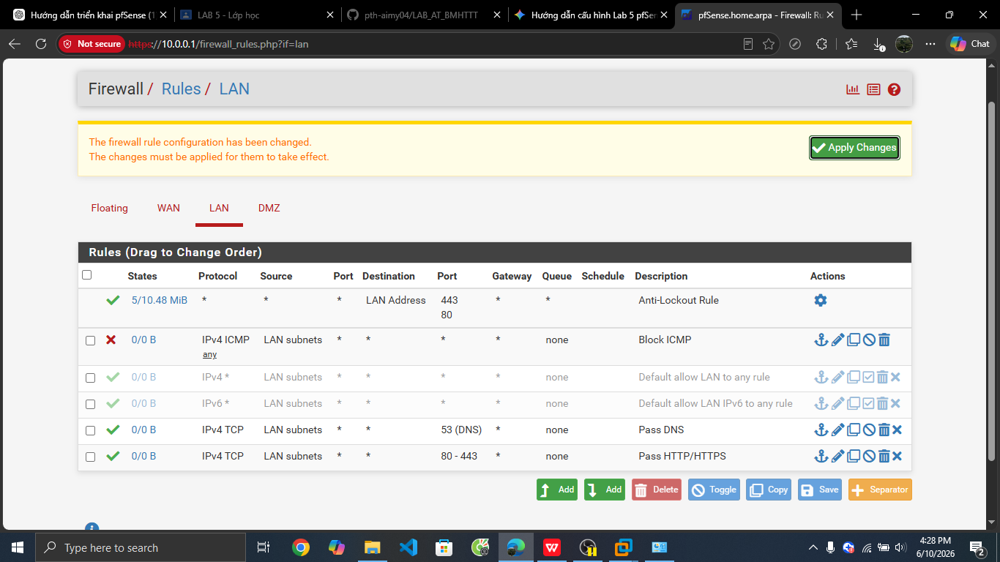 Hướng dẫn triển khai pfSense (1
LAB 5 - Lớp học
pth-aimy04/LAB_AT_BMHTTT
Hướng dẫn cấu hình Lab 5 pfSen
pfSense.home.arpa - Firewall: Ru
Not secure https://10.0.0.1/firewall_rules.php?if=lan
Chat
Firewall / Rules / LAN
The firewall rule configuration has been changed.
The changes must be applied for them to take effect.
Apply Changes
Floating WAN LAN DMZ
Rules (Drag to Change Order)
States Protocol Source Port Destination Port Gateway Queue Schedule Description Actions
5/10.48 MiB * * * LAN Address 443 * * Anti-Lockout Rule
80
0/0 B IPv4 ICMP LAN subnets * * * * none Block ICMP
any
0/0 B IPv4 * LAN subnets * * * * none Default allow LAN to any rule
0/0 B IPv6 * LAN subnets * * * * none Default allow LAN IPv6 to any rule
0/0 B IPv4 TCP LAN subnets * * 53 (DNS) * none Pass DNS
0/0 B IPv4 TCP LAN subnets * * 80 - 443 * none Pass HTTP/HTTPS
Add Add Delete Toggle Copy Save Separator
Type here to search
4:28 PM
6/10/2026
2